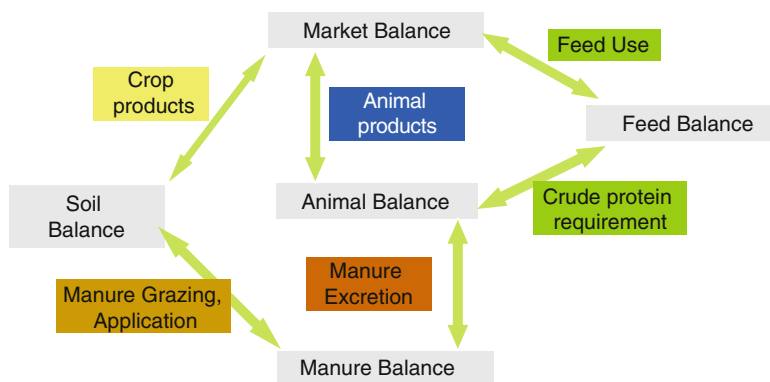 Market Balance
Feed Use
Crop
products
Animal
products
Feed Balance
Soil
Balance
Animal Balance
Crude protein
requirement
Manure Grazing,
Application
Manure
Excretion
Manure Balance